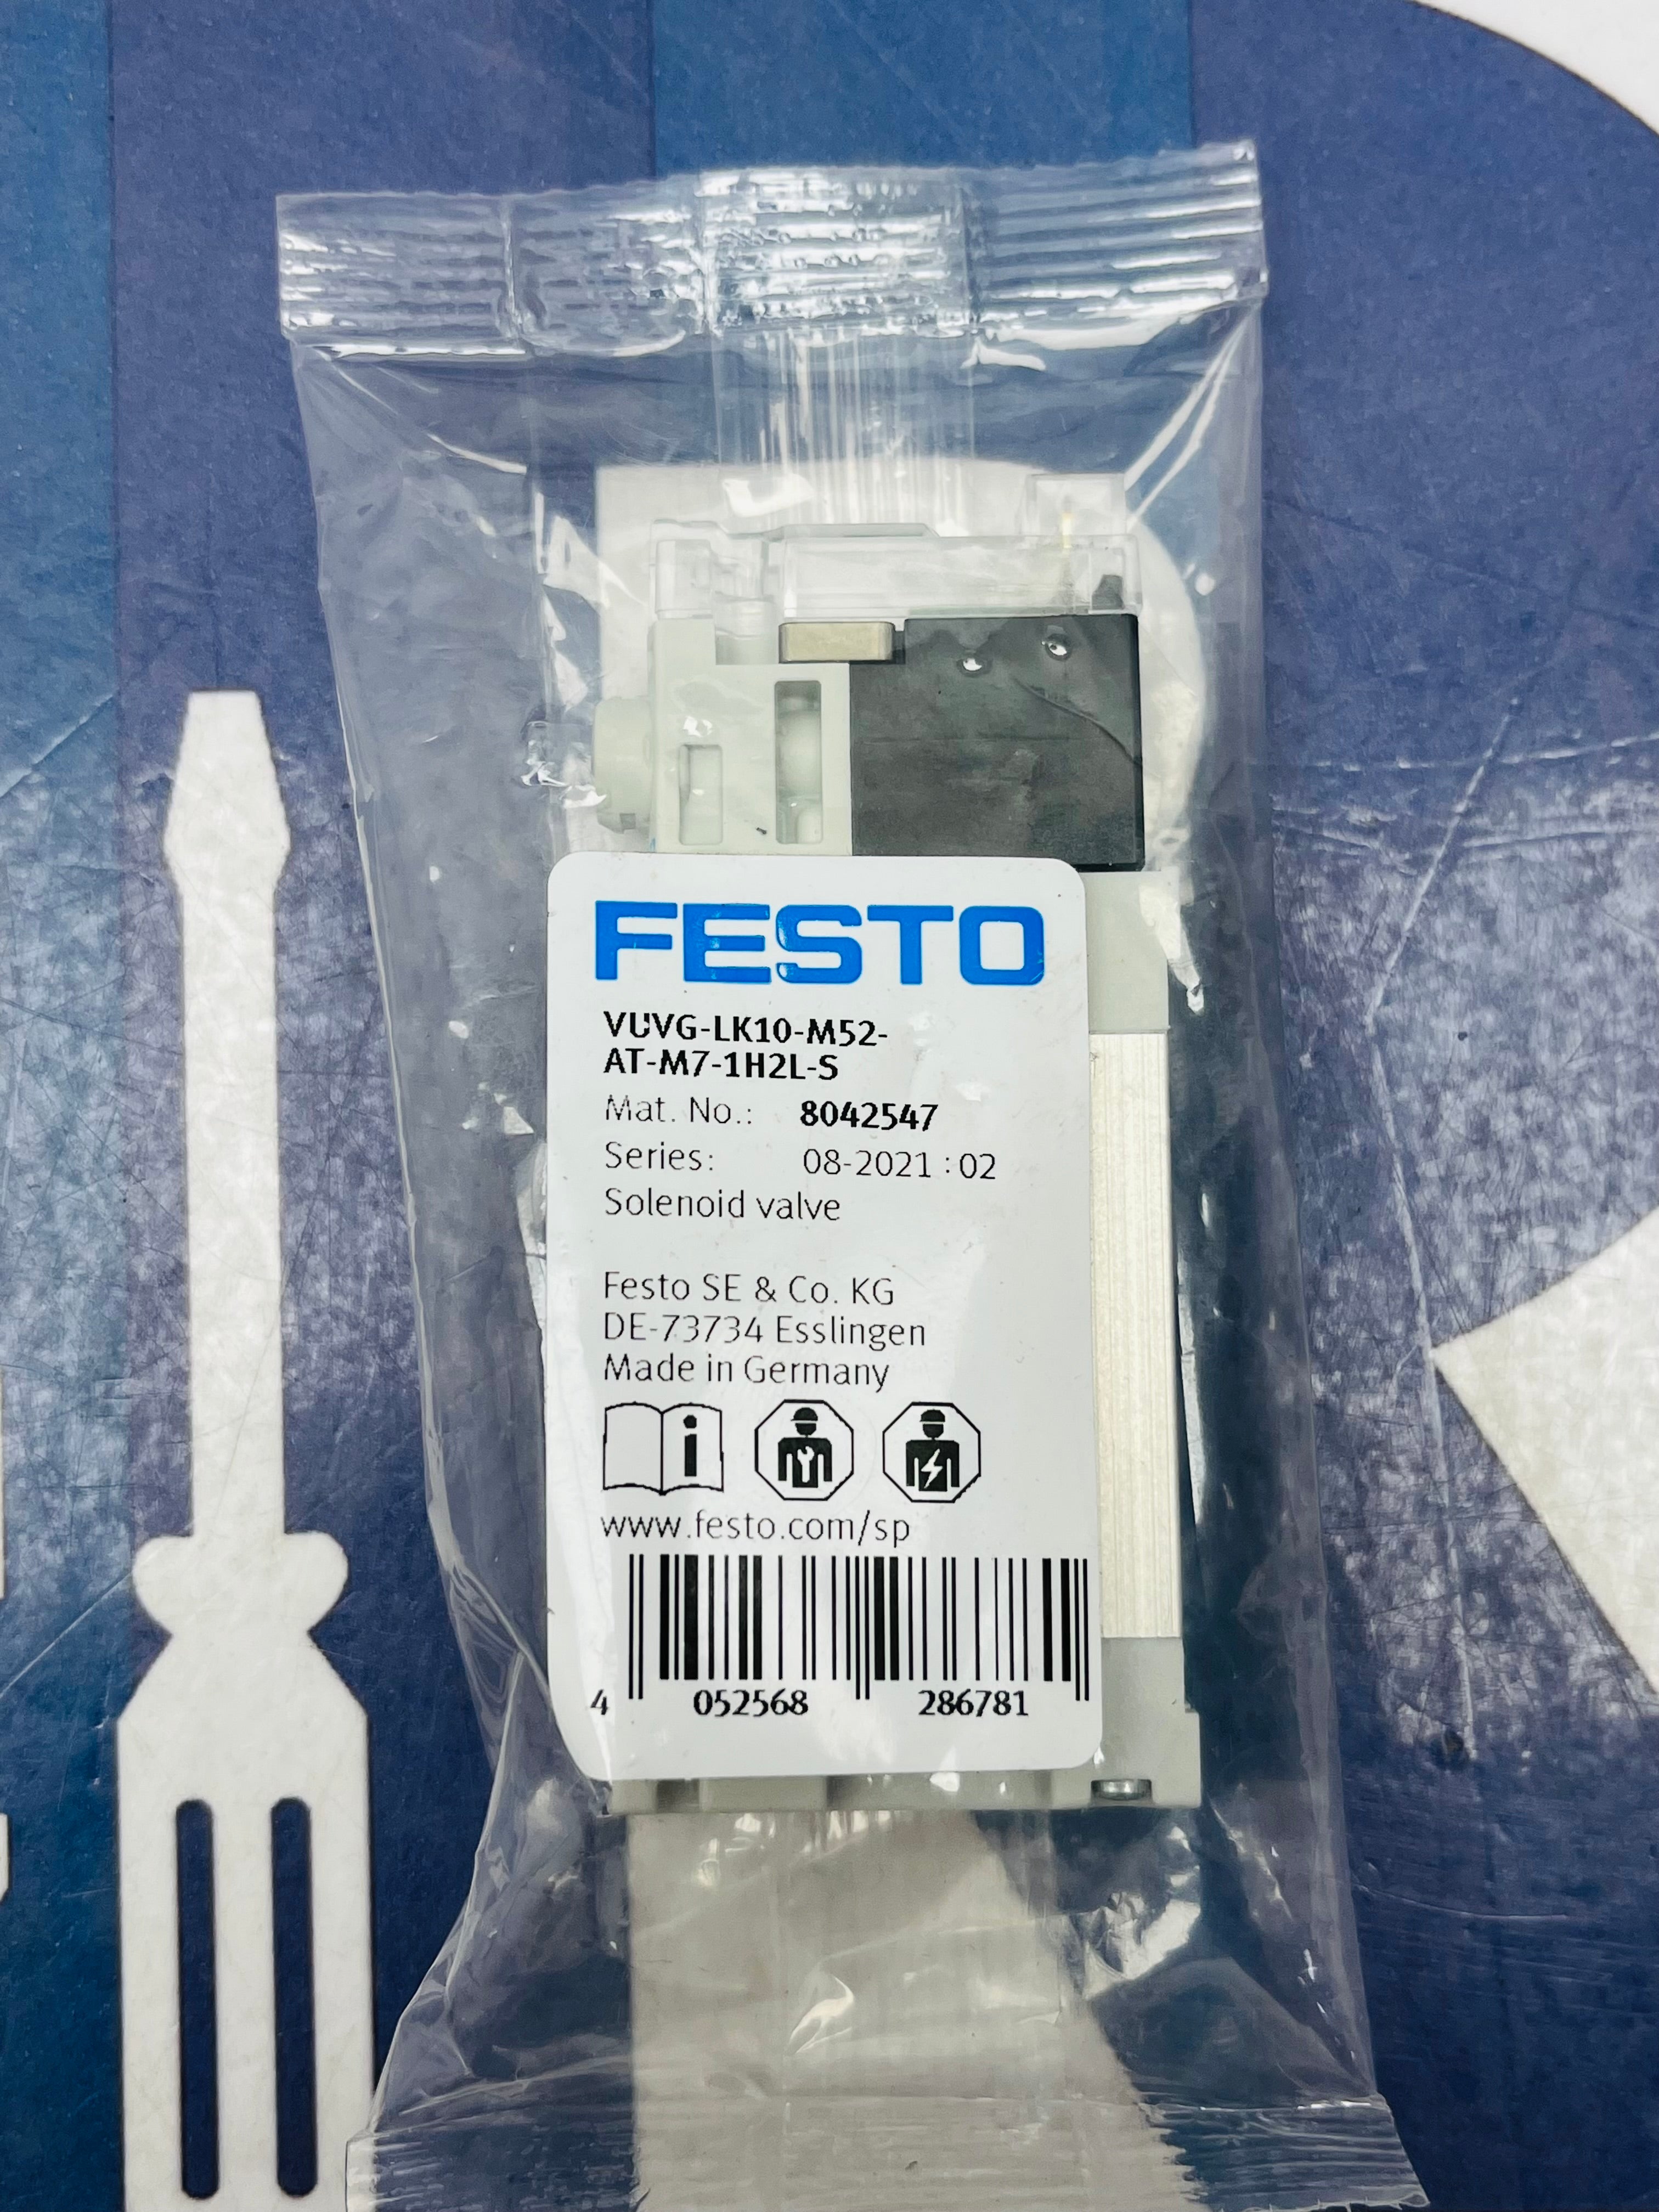 FESTO
VUVG-LK10-M52-
AT-M7-1H2L-S
Mat. No.: 8042547
Series: 08-2021 : 02
Solenoid valve
Festo SE & Co. KG
DE-73734 Esslingen
Made in Germany
www.festo.com/sp
4 052568 286781